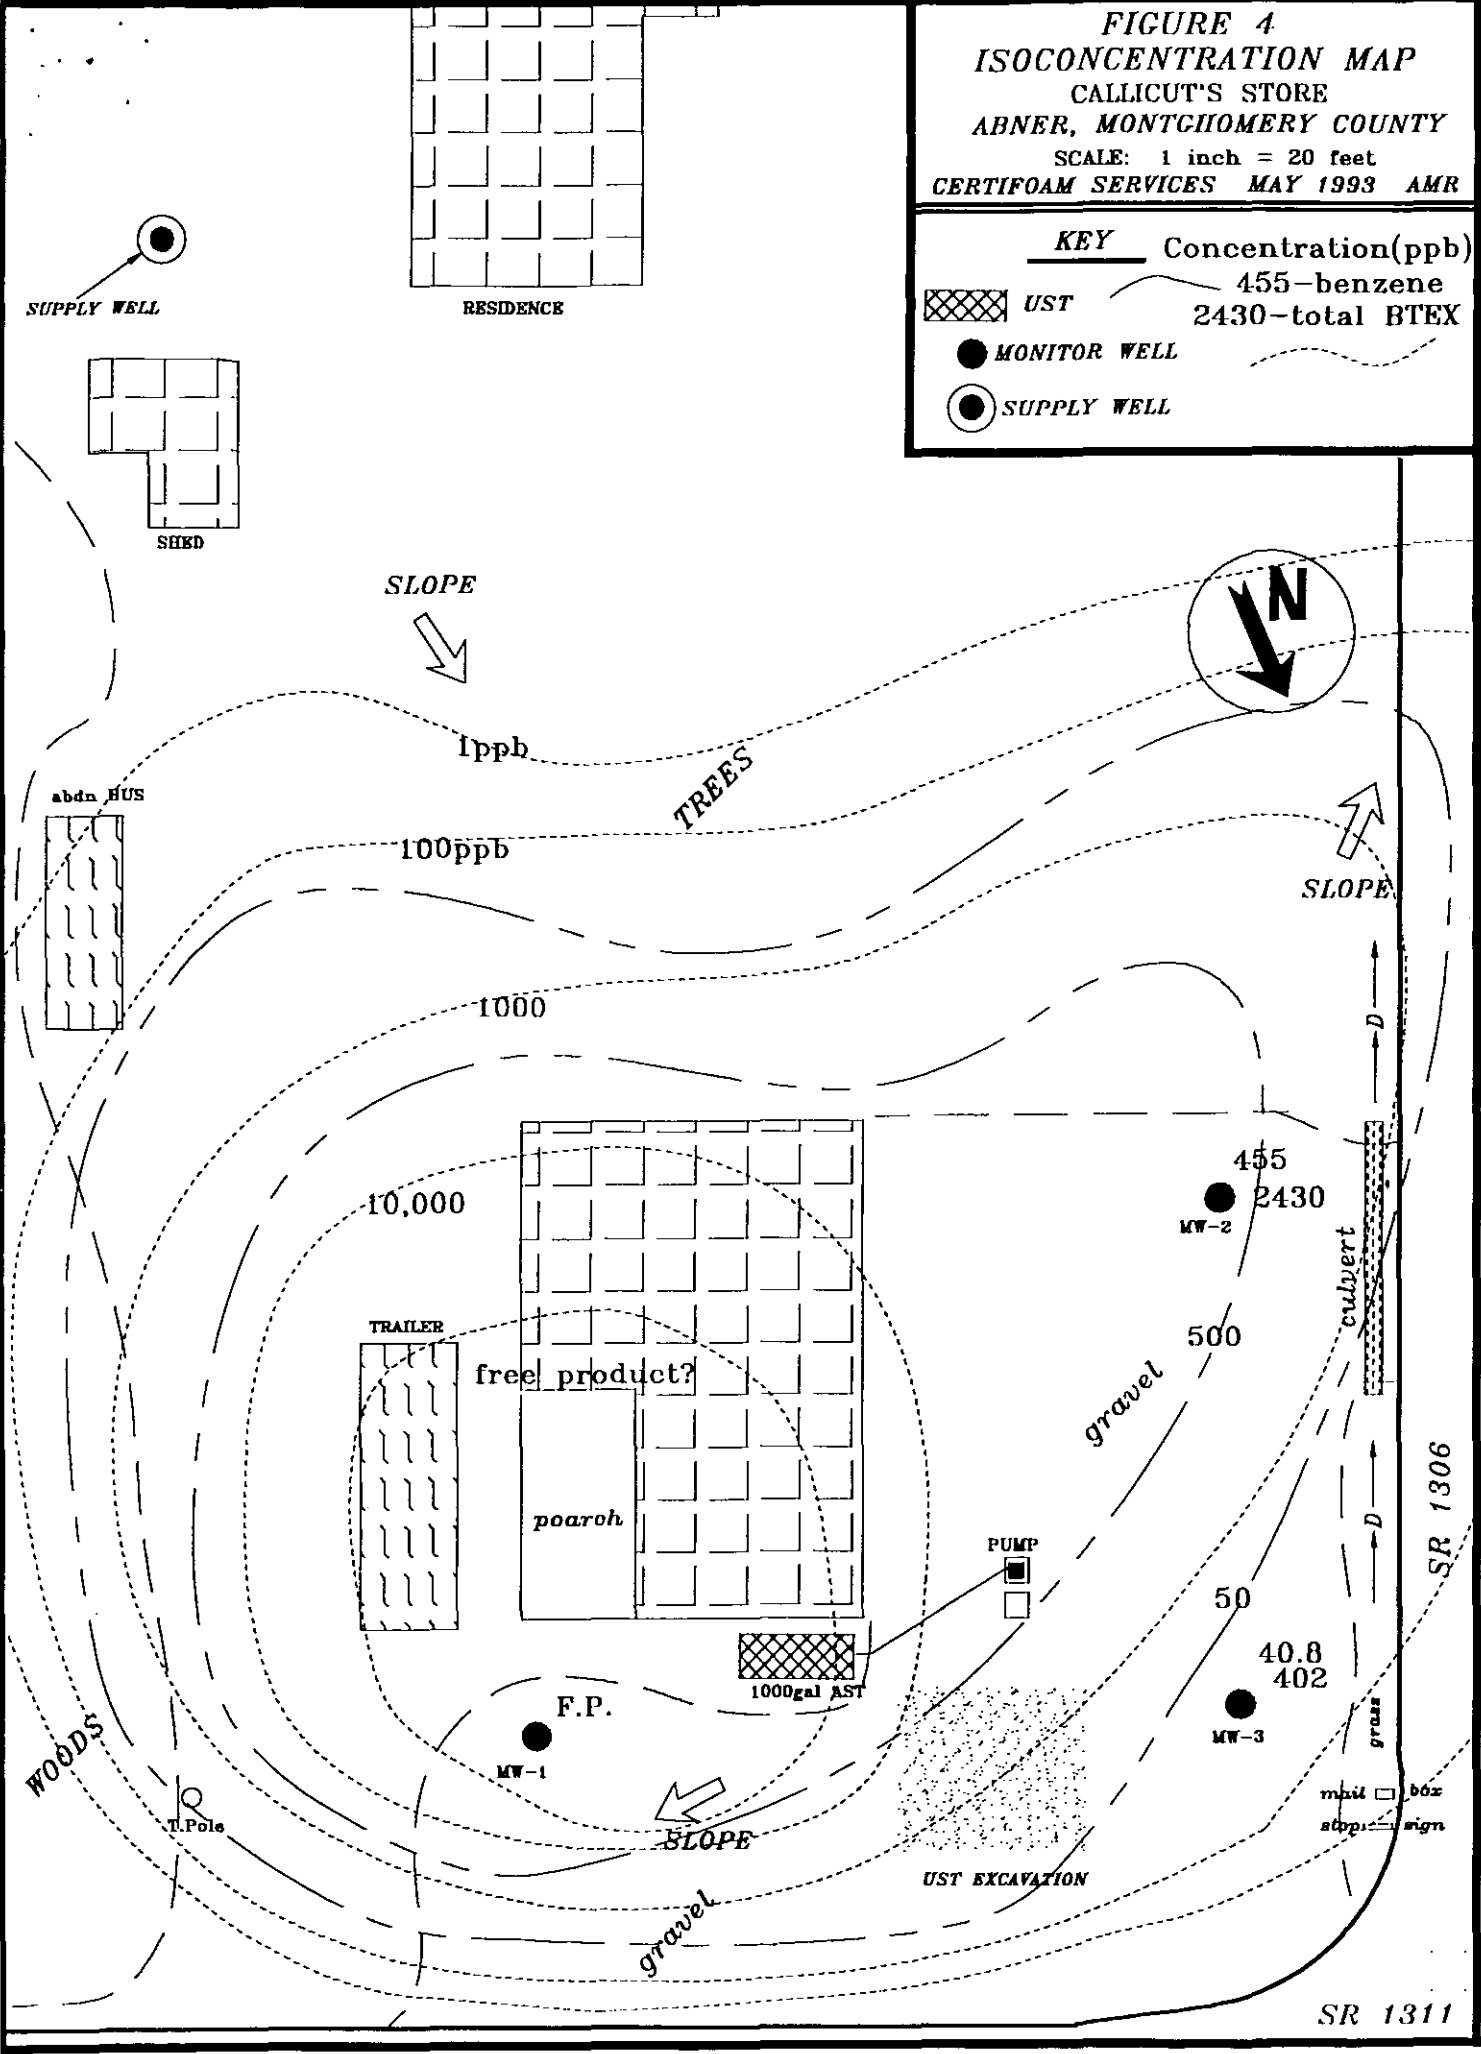 FIGURE 4
ISOCONCENTRATION MAP
CALLICUT'S STORE
ABNER, MONTGHOMERY COUNTY
SCALE: 1 inch = 20 feet
CERTIFOAM SERVICES MAY 1993 AMR
KEY
Concentration(ppb)
455-benzene
2430-total BTEX
UST
MONITOR WELL
SUPPLY WELL
SUPPLY WELL
RESIDENCE
SHED
SLOPE
N
1ppb
TREES
abdn BUS
100ppb
SLOPE
1000
D
455
2430
MW-2
10,000
culvert
TRAILER
500
free product?
gravel
SR 1306
poarch
D
PUMP
50
40.8
402
1000gal AST
F.P.
MW-1
MW-3
grass
WOODS
T.Pole
mail box
stop sign
SLOPE
UST EXCAVATION
gravel
SR 1311